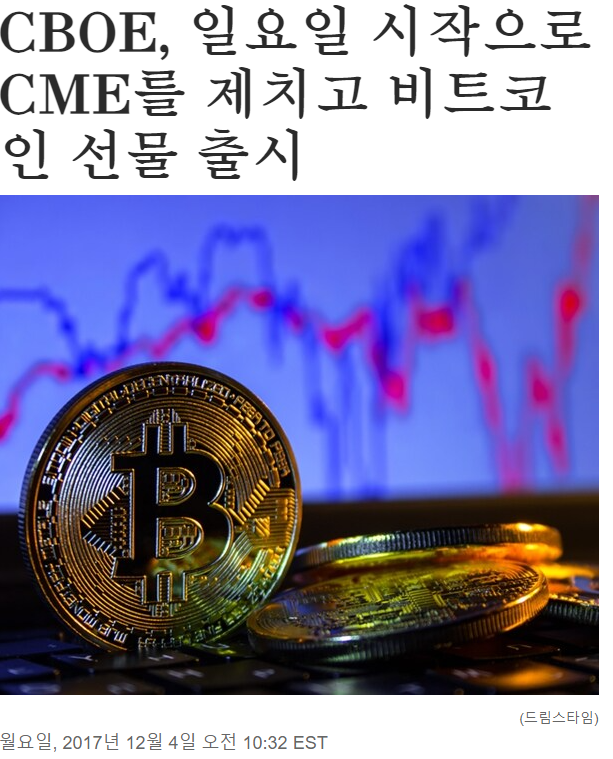 CBOE, 일요일 시작으로
CME를 제치고 비트코
인 선물 출시
DIGITAL
(드림스타임)
월요일, 2017년 12월 4일 오전 10:32 EST